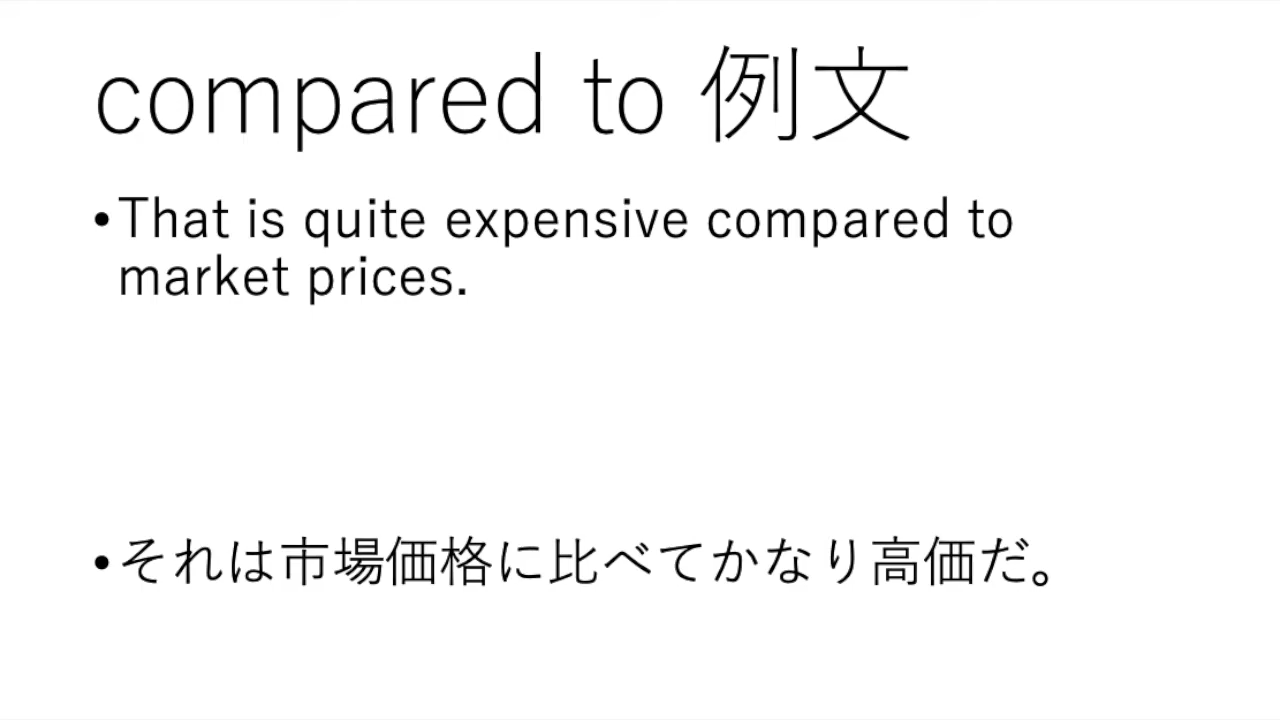 compared to 例文
•That is quite expensive compared to
market prices.
•それは市場価格に比べてかなり高価だ。